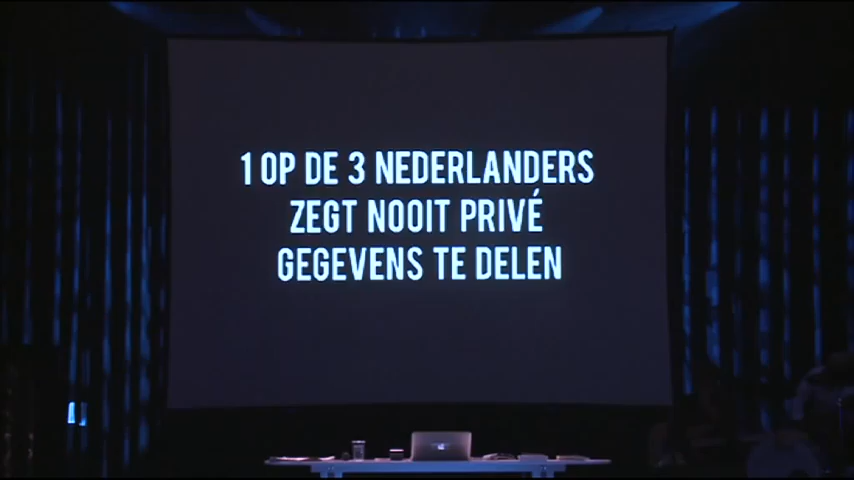 1 OP DE 3 NEDERLANDERS
ZEGT NOOIT PRIVÉ
GEGEVENS TE DELEN